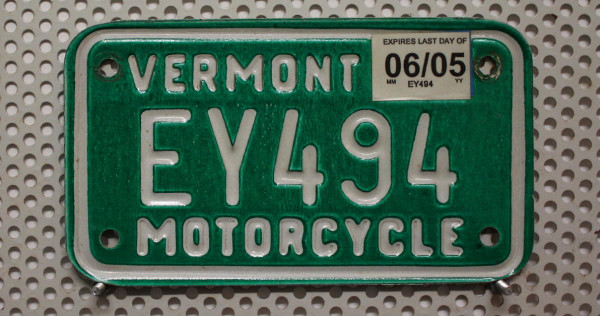 VERMONT
EXPIRES LAST DAY OF
06/05
MM YY
EY494
EY494
MOTORCYCLE